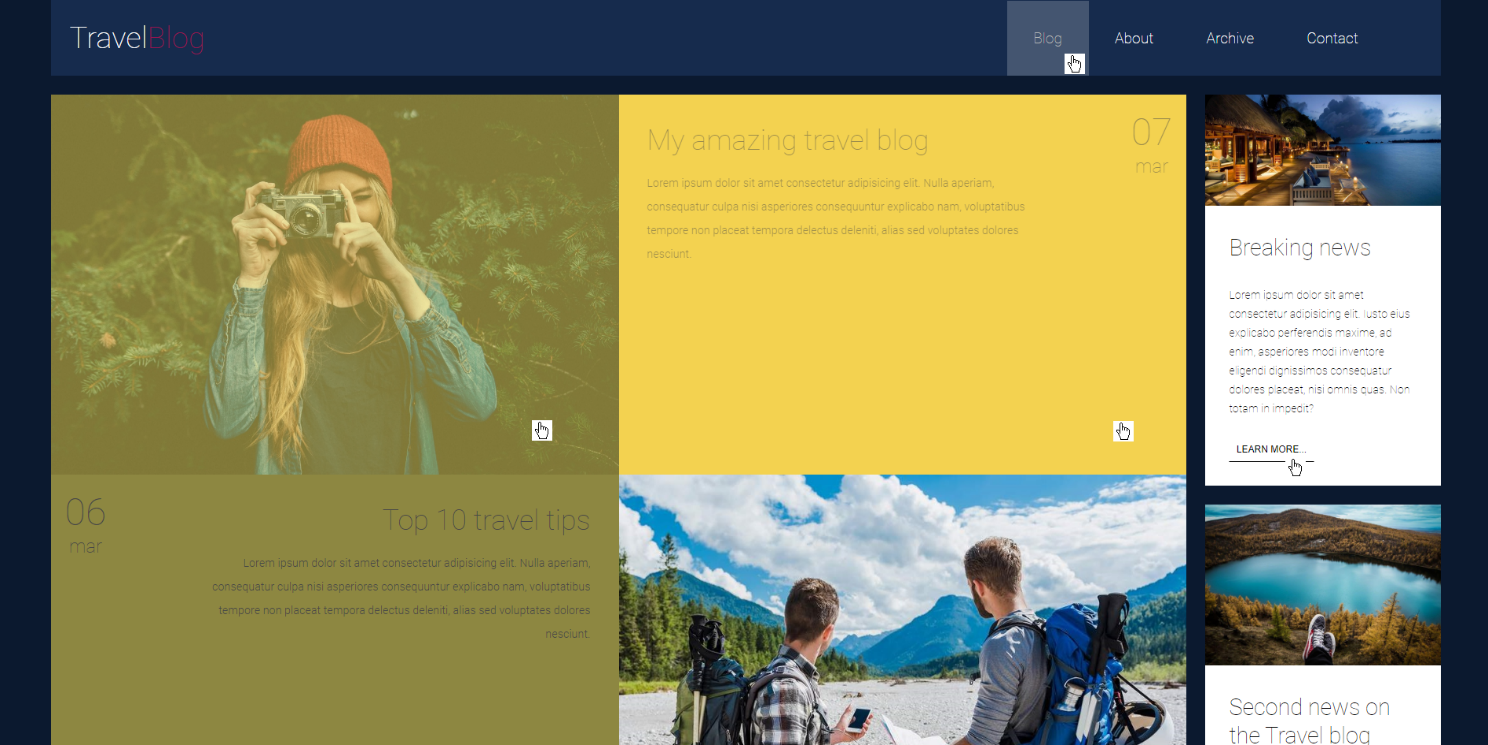 TravelBlog
Blog
About
Archive
Contact
My amazing travel blog
07
mar
Lorem ipsum dolor sit amet consectetur adipisicing elit. Nulla aperiam,
consequatur culpa nisi asperiores consequuntur explicabo nam, voluptatibus
tempore non placeat tempora delectus deleniti, alias sed voluptates dolores
nesciunt.
06
mar
Top 10 travel tips
Lorem ipsum dolor sit amet consectetur adipisicing elit. Nulla aperiam,
consequatur culpa nisi asperiores consequuntur explicabo nam, voluptatibus
tempore non placeat tempora delectus deleniti, alias sed voluptates dolores
nesciunt.
Breaking news
Lorem ipsum dolor sit amet
consectetur adipisicing elit. Iusto eius
explicabo perferendis maxime, ad
enim, asperiores modi inventore
eligendi dignissimos consequatur
dolores placeat, nisi omnis quas. Non
totam in impedit?
LEARN MORE...
Second news on
the Travel blog